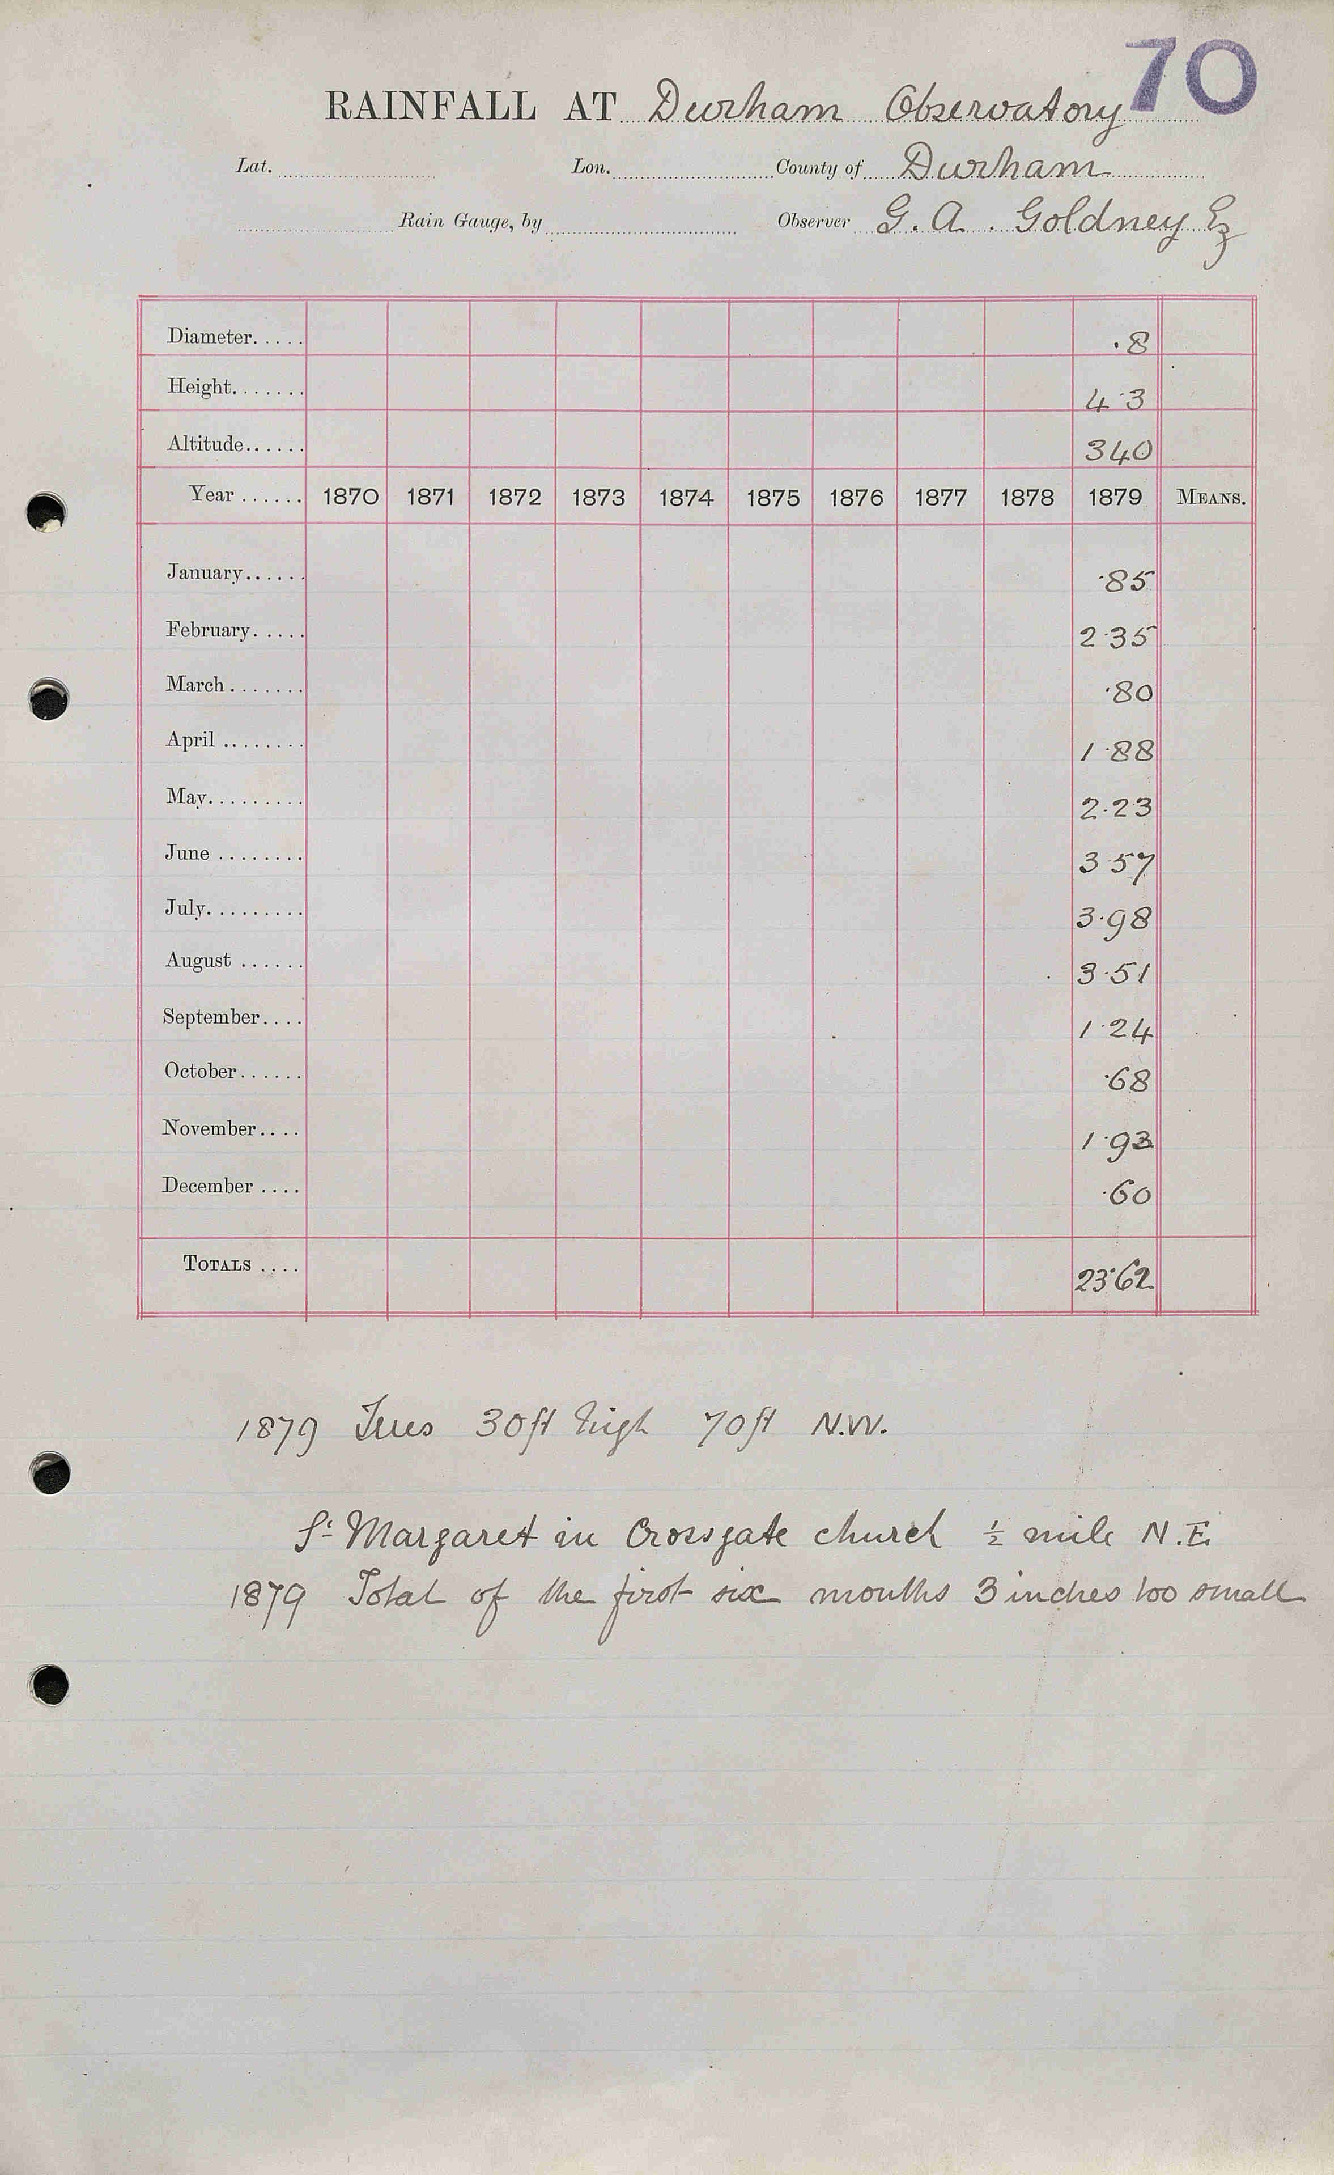 70
RAINFALL AT Durham Observatory
Lat. Lon. County of Durham
Rain Gauge, by Observer G. A. Goldney Eq
Diameter..... ·8
Height....... 4·3
Altitude...... 340
Year ...... 1870 1871 1872 1873 1874 1875 1876 1877 1878 1879 MEANS.
January...... ·85
February..... 2·35
March ....... ·80
April ........ 1·88
May......... 2·23
June ........ 3·57
July......... 3·98
August ...... 3·51
September.... 1·24
October...... ·68
November.... 1·93
December .... ·60
TOTALS .... 23·62
1879 Trees 30ft high 70ft N.W.
St Margaret in Crossgate church ½ mile N.E.
1879 Total of the first six months 3 inches too small